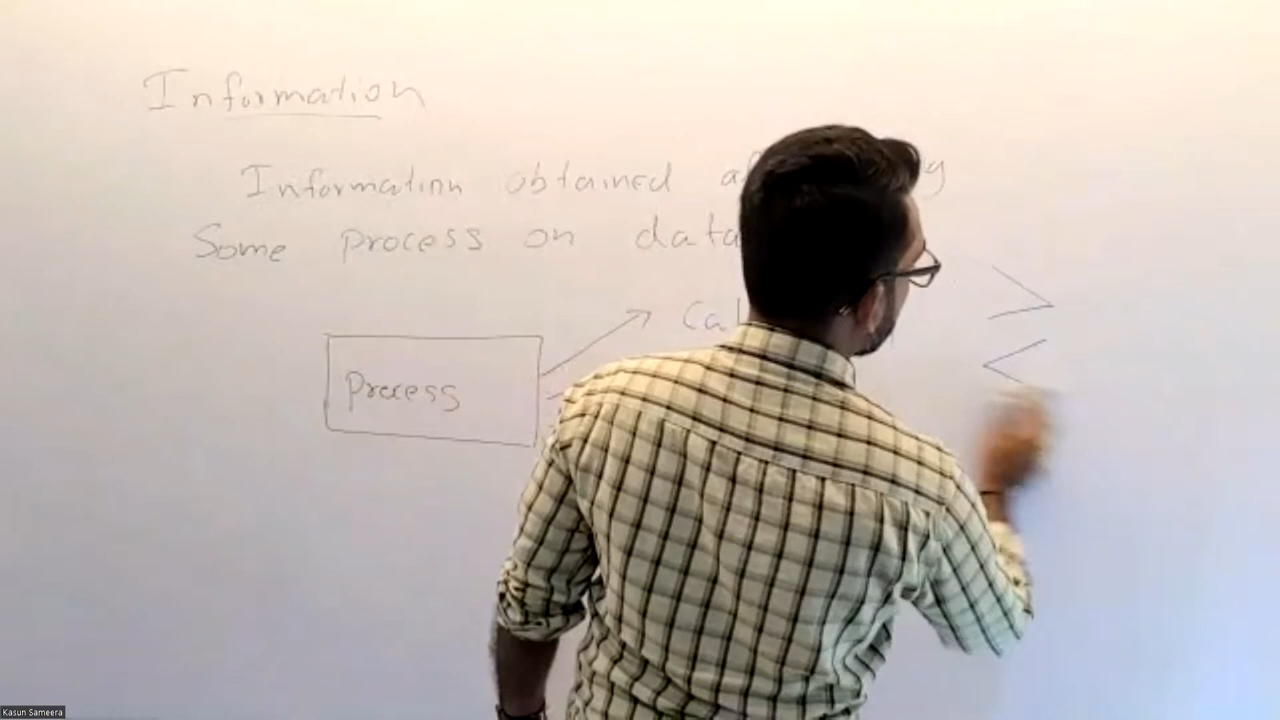 Information
Information obtained
Some process on data
Process
>
<
Kasun Sameera